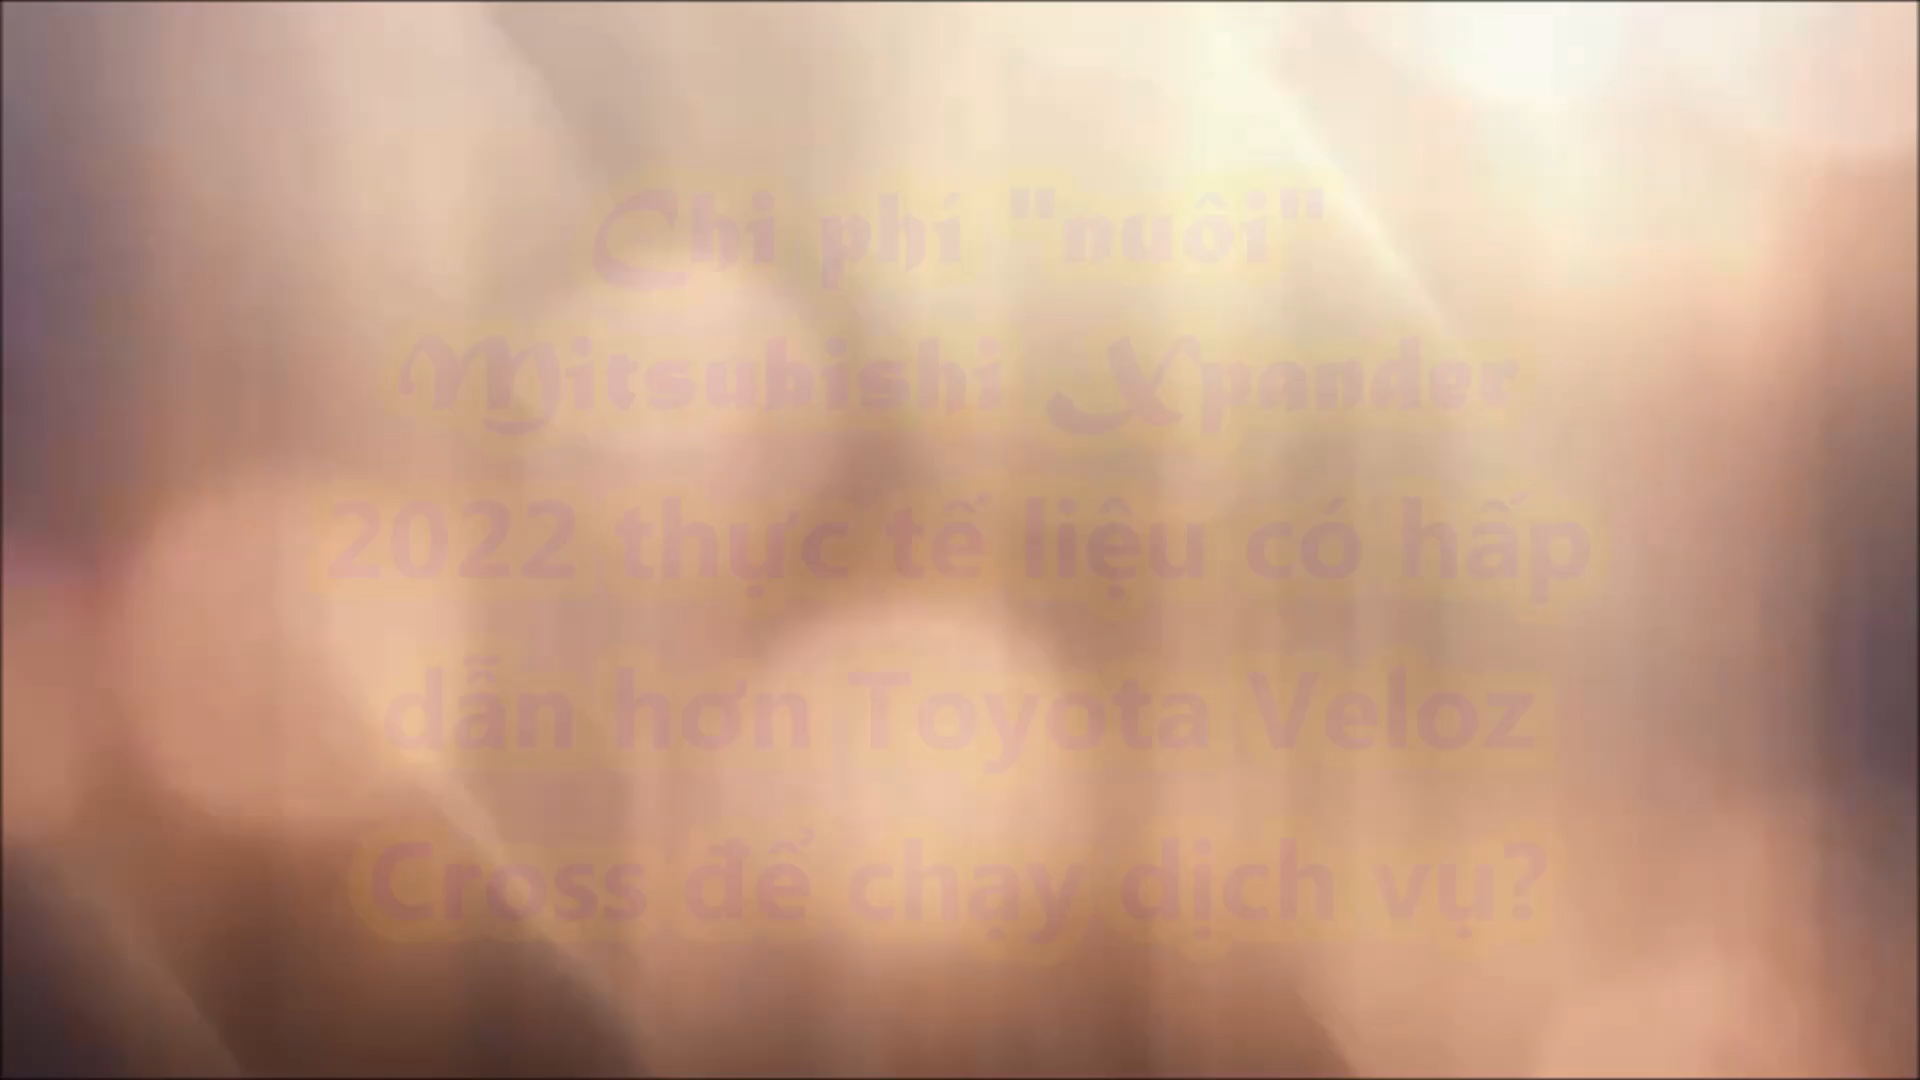 Chi phí "nuôi"
Mitsubishi Xpander
2022 thực tế liệu có hấp
dẫn hơn Toyota Veloz
Cross để chạy dịch vụ?